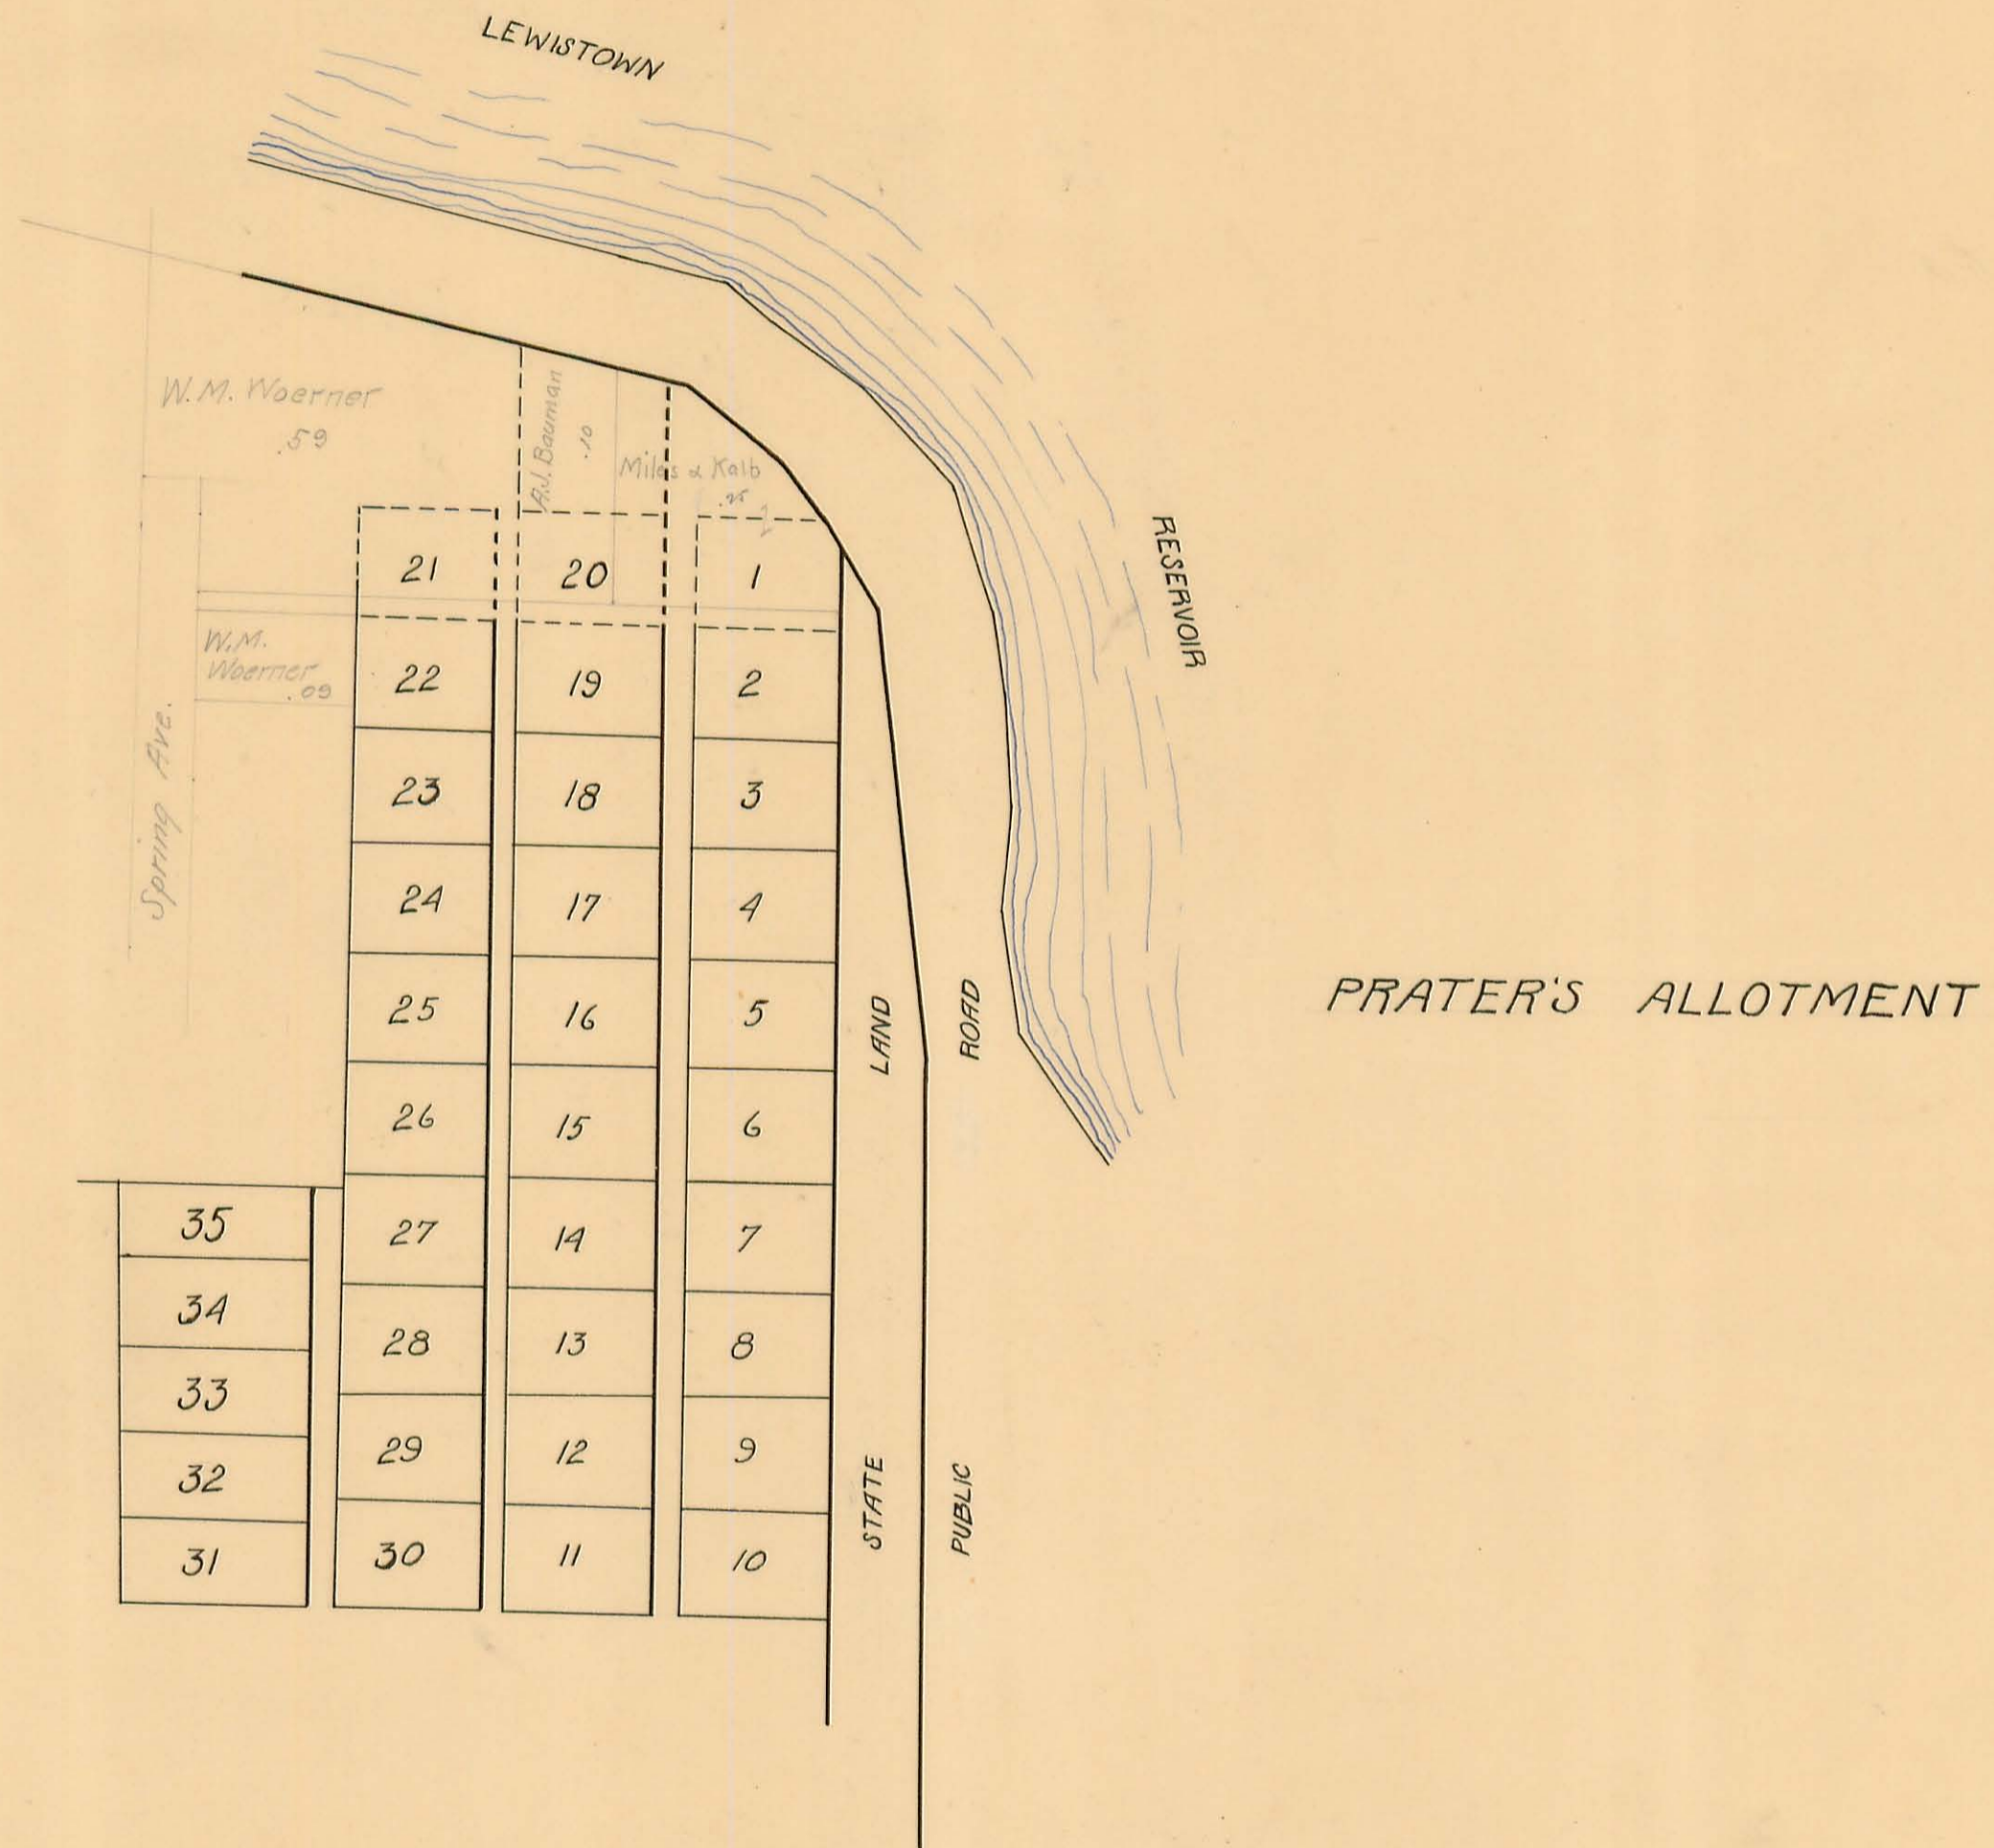 LEWISTOWN
RESERVOIR
W.M. Woerner
.59
A.J. Bauman
.10
Miles & Kalb
.25
21 20 1
W.M.
Woerner
.09
22 19 2
23 18 3
24 17 4
25 16 5
26 15 6
35 27 14 7
34 28 13 8
33 29 12 9
32 30 11 10
31
Spring Ave.
STATE LAND
PUBLIC ROAD
PRATER'S ALLOTMENT